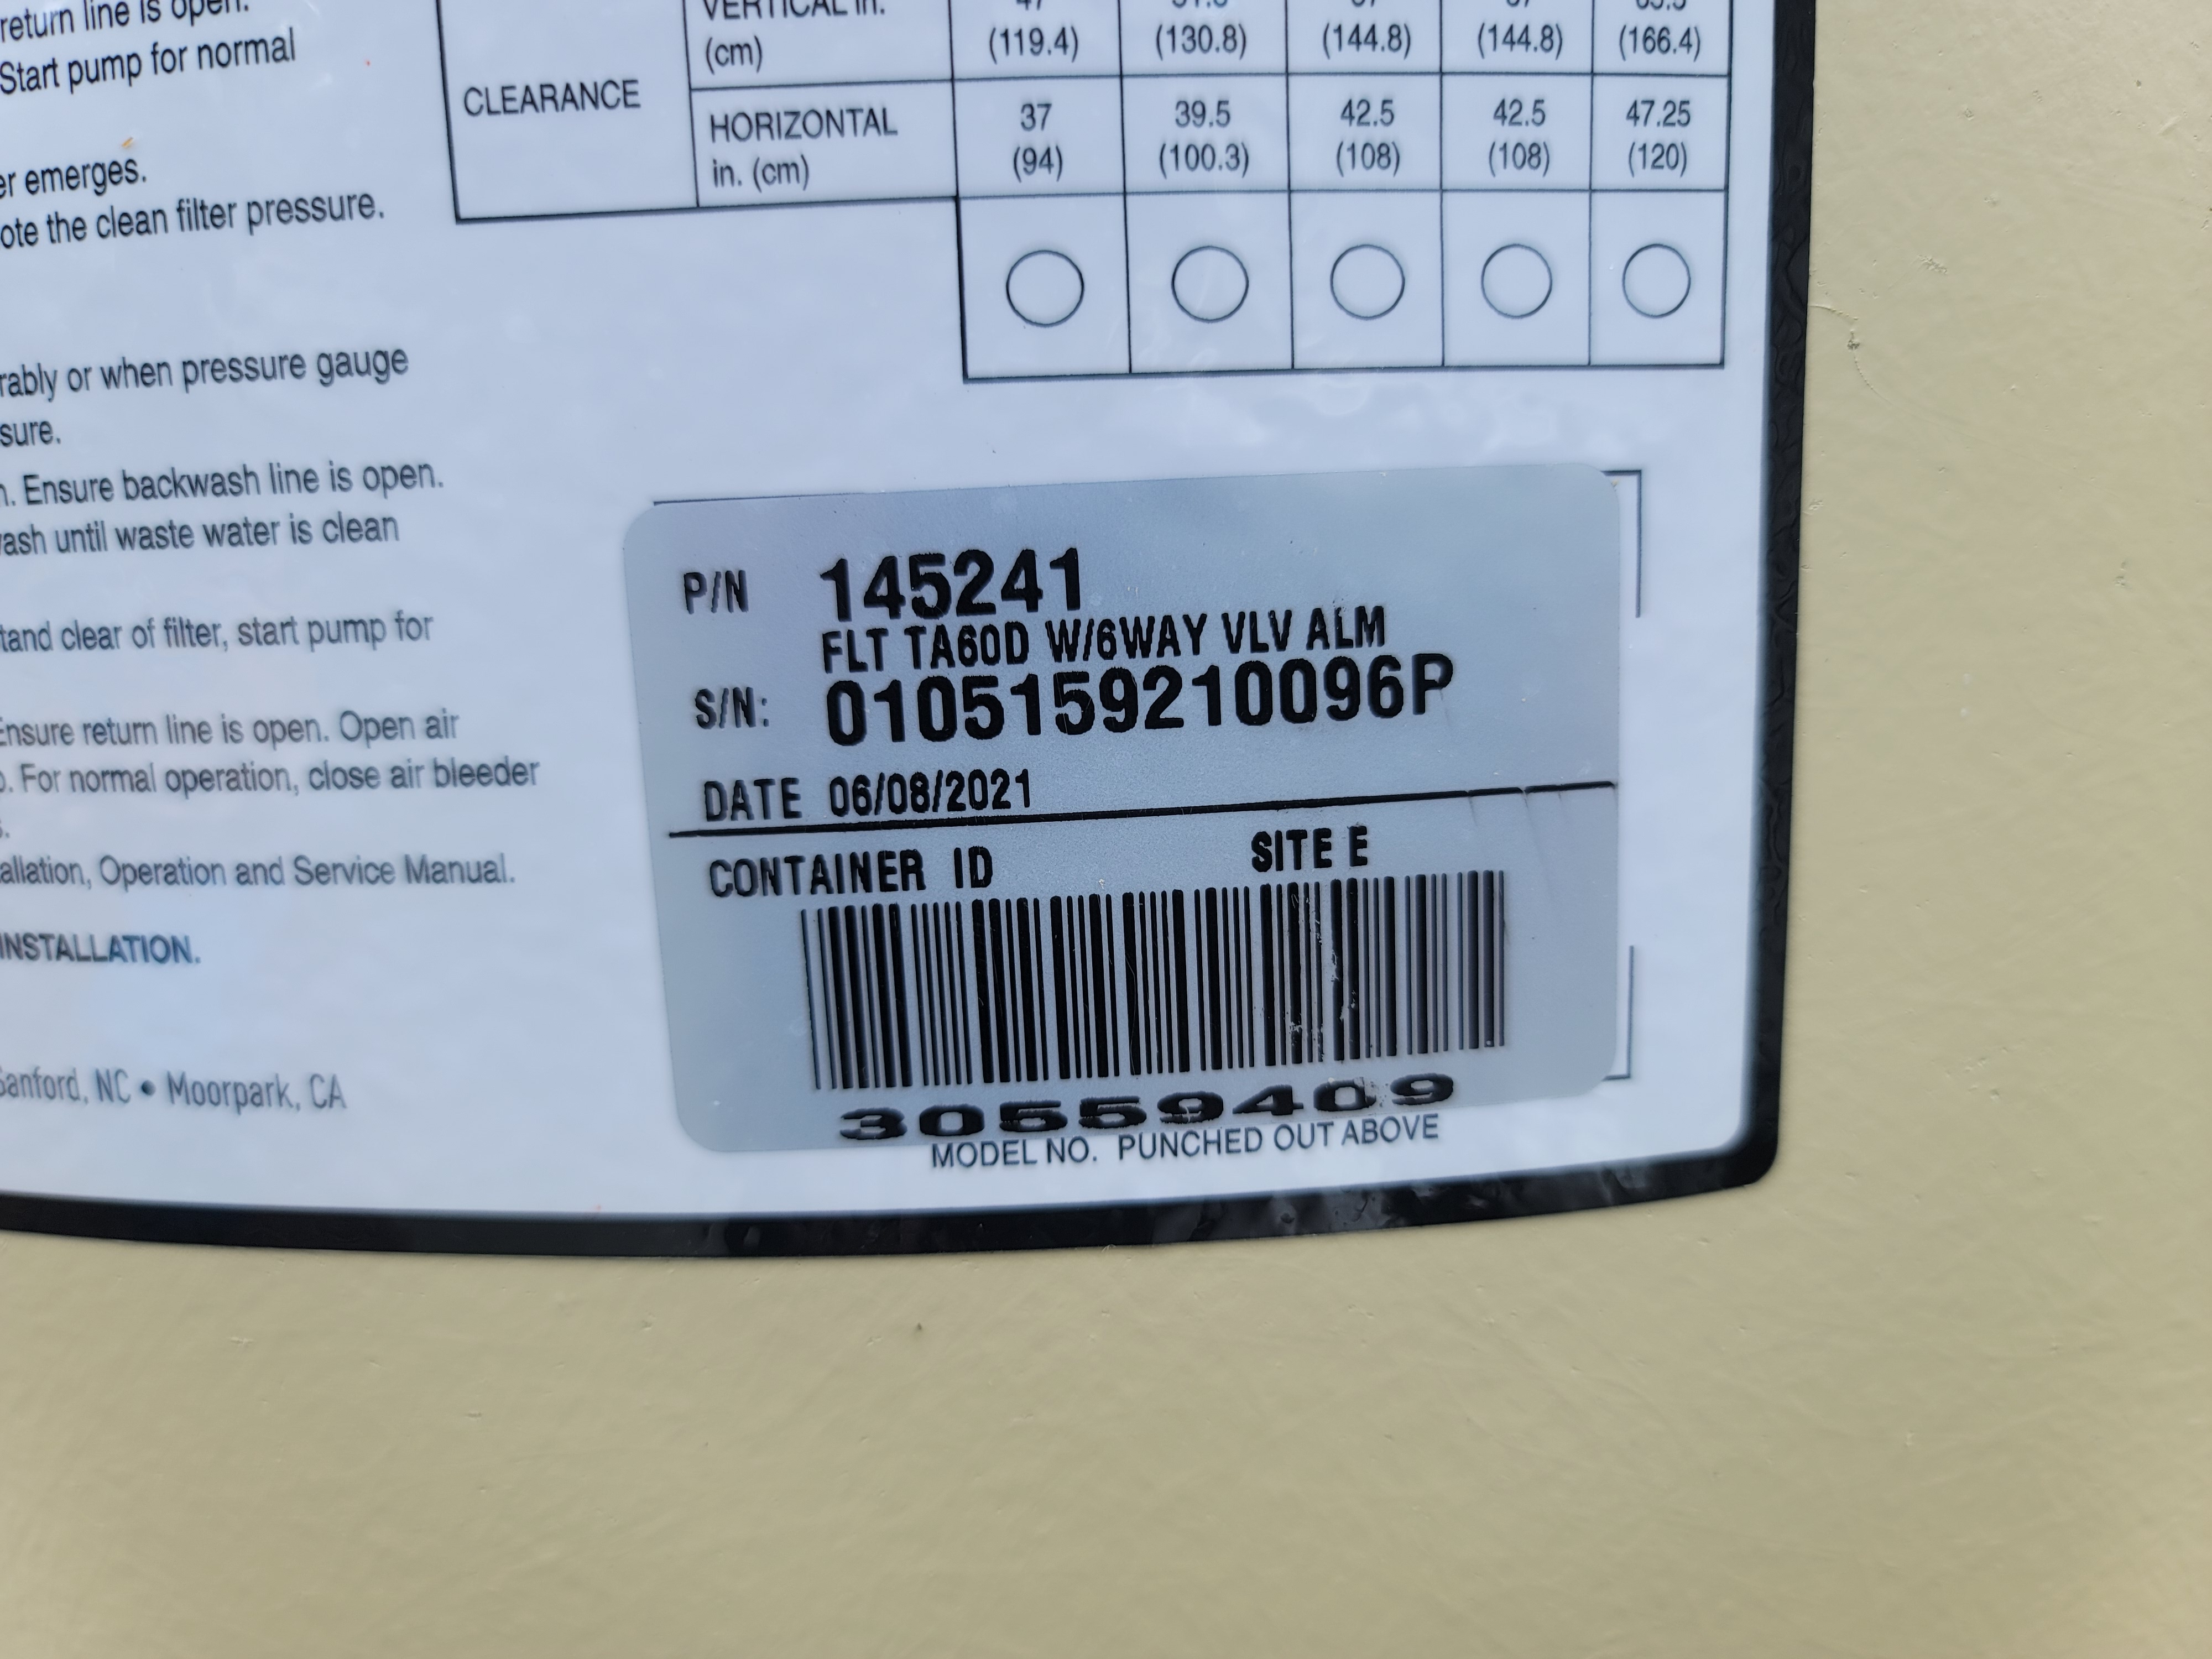 return line is open.
Start pump for normal
er emerges.
ote the clean filter pressure.
rably or when pressure gauge
sure.
n. Ensure backwash line is open.
ash until waste water is clean
tand clear of filter, start pump for
Ensure return line is open. Open air
o. For normal operation, close air bleeder
s.
allation, Operation and Service Manual.
INSTALLATION.
Sanford, NC • Moorpark, CA
CLEARANCE
VERTICAL in.
(cm)
(119.4) (130.8) (144.8) (144.8) (166.4)
HORIZONTAL
in. (cm)
37 39.5 42.5 42.5 47.25
(94) (100.3) (108) (108) (120)
P/N 145241
FLT TA60D W/6WAY VLV ALM
S/N: 0105159210096P
DATE 06/08/2021
CONTAINER ID SITE E
30559409
MODEL NO. PUNCHED OUT ABOVE